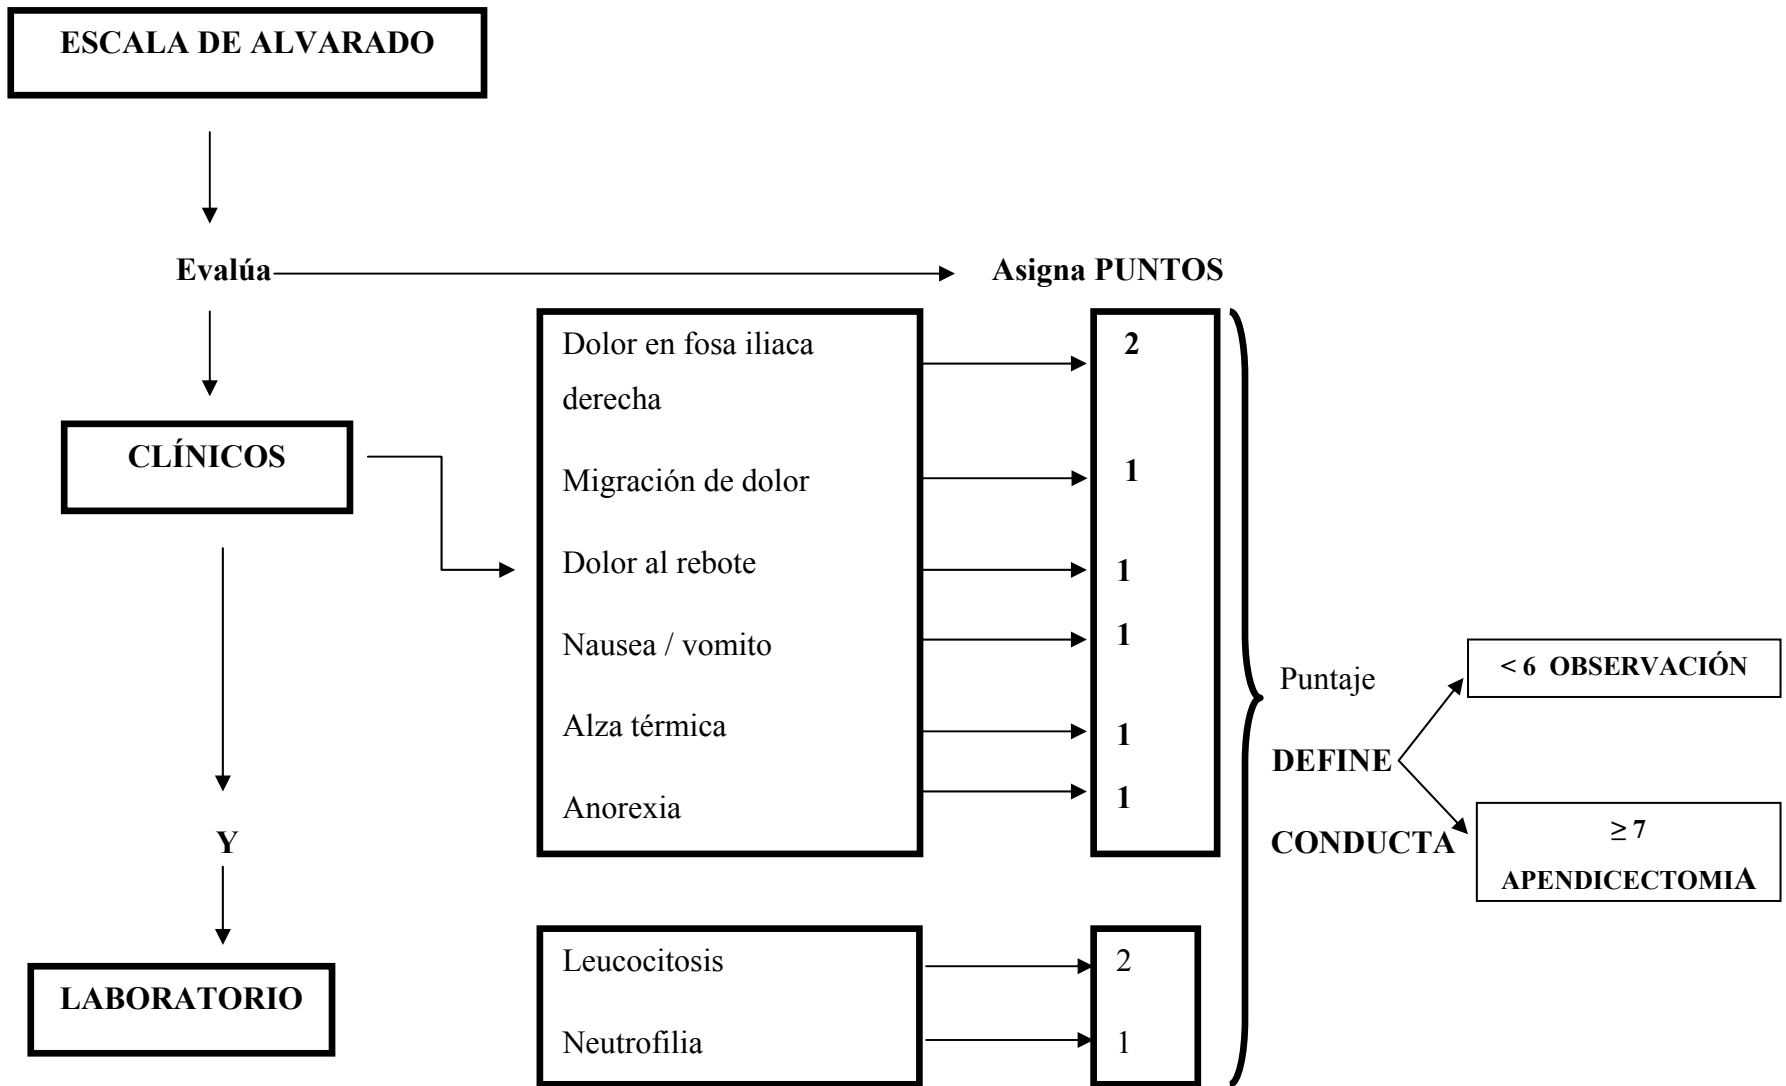 ESCALA DE ALVARADO
Evalúa
Asigna PUNTOS
Dolor en fosa iliaca
derecha
2
CLÍNICOS
Migración de dolor
1
Dolor al rebote
1
Nausea / vomito
1
Alza térmica
1
Anorexia
1
Y
LABORATORIO
Leucocitosis
2
Neutrofilia
1
Puntaje
DEFINE
CONDUCTA
< 6 OBSERVACIÓN
≥ 7
APENDICECTOMIA